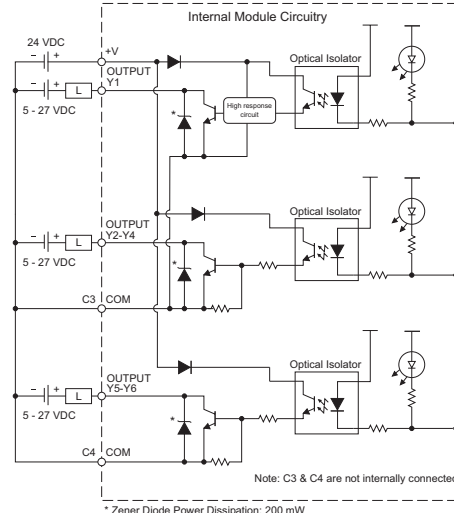 Internal Module Circuitry
24 VDC
- +
+V
OUTPUT
Y1
- + L
5 - 27 VDC
*
High response
circuit
Optical Isolator
OUTPUT
Y2-Y4
- + L
5 - 27 VDC
*
Optical Isolator
C3 COM
OUTPUT
Y5-Y6
- + L
5 - 27 VDC
*
Optical Isolator
C4 COM
Note: C3 & C4 are not internally connected
* Zener Diode Power Dissipation: 200 mW